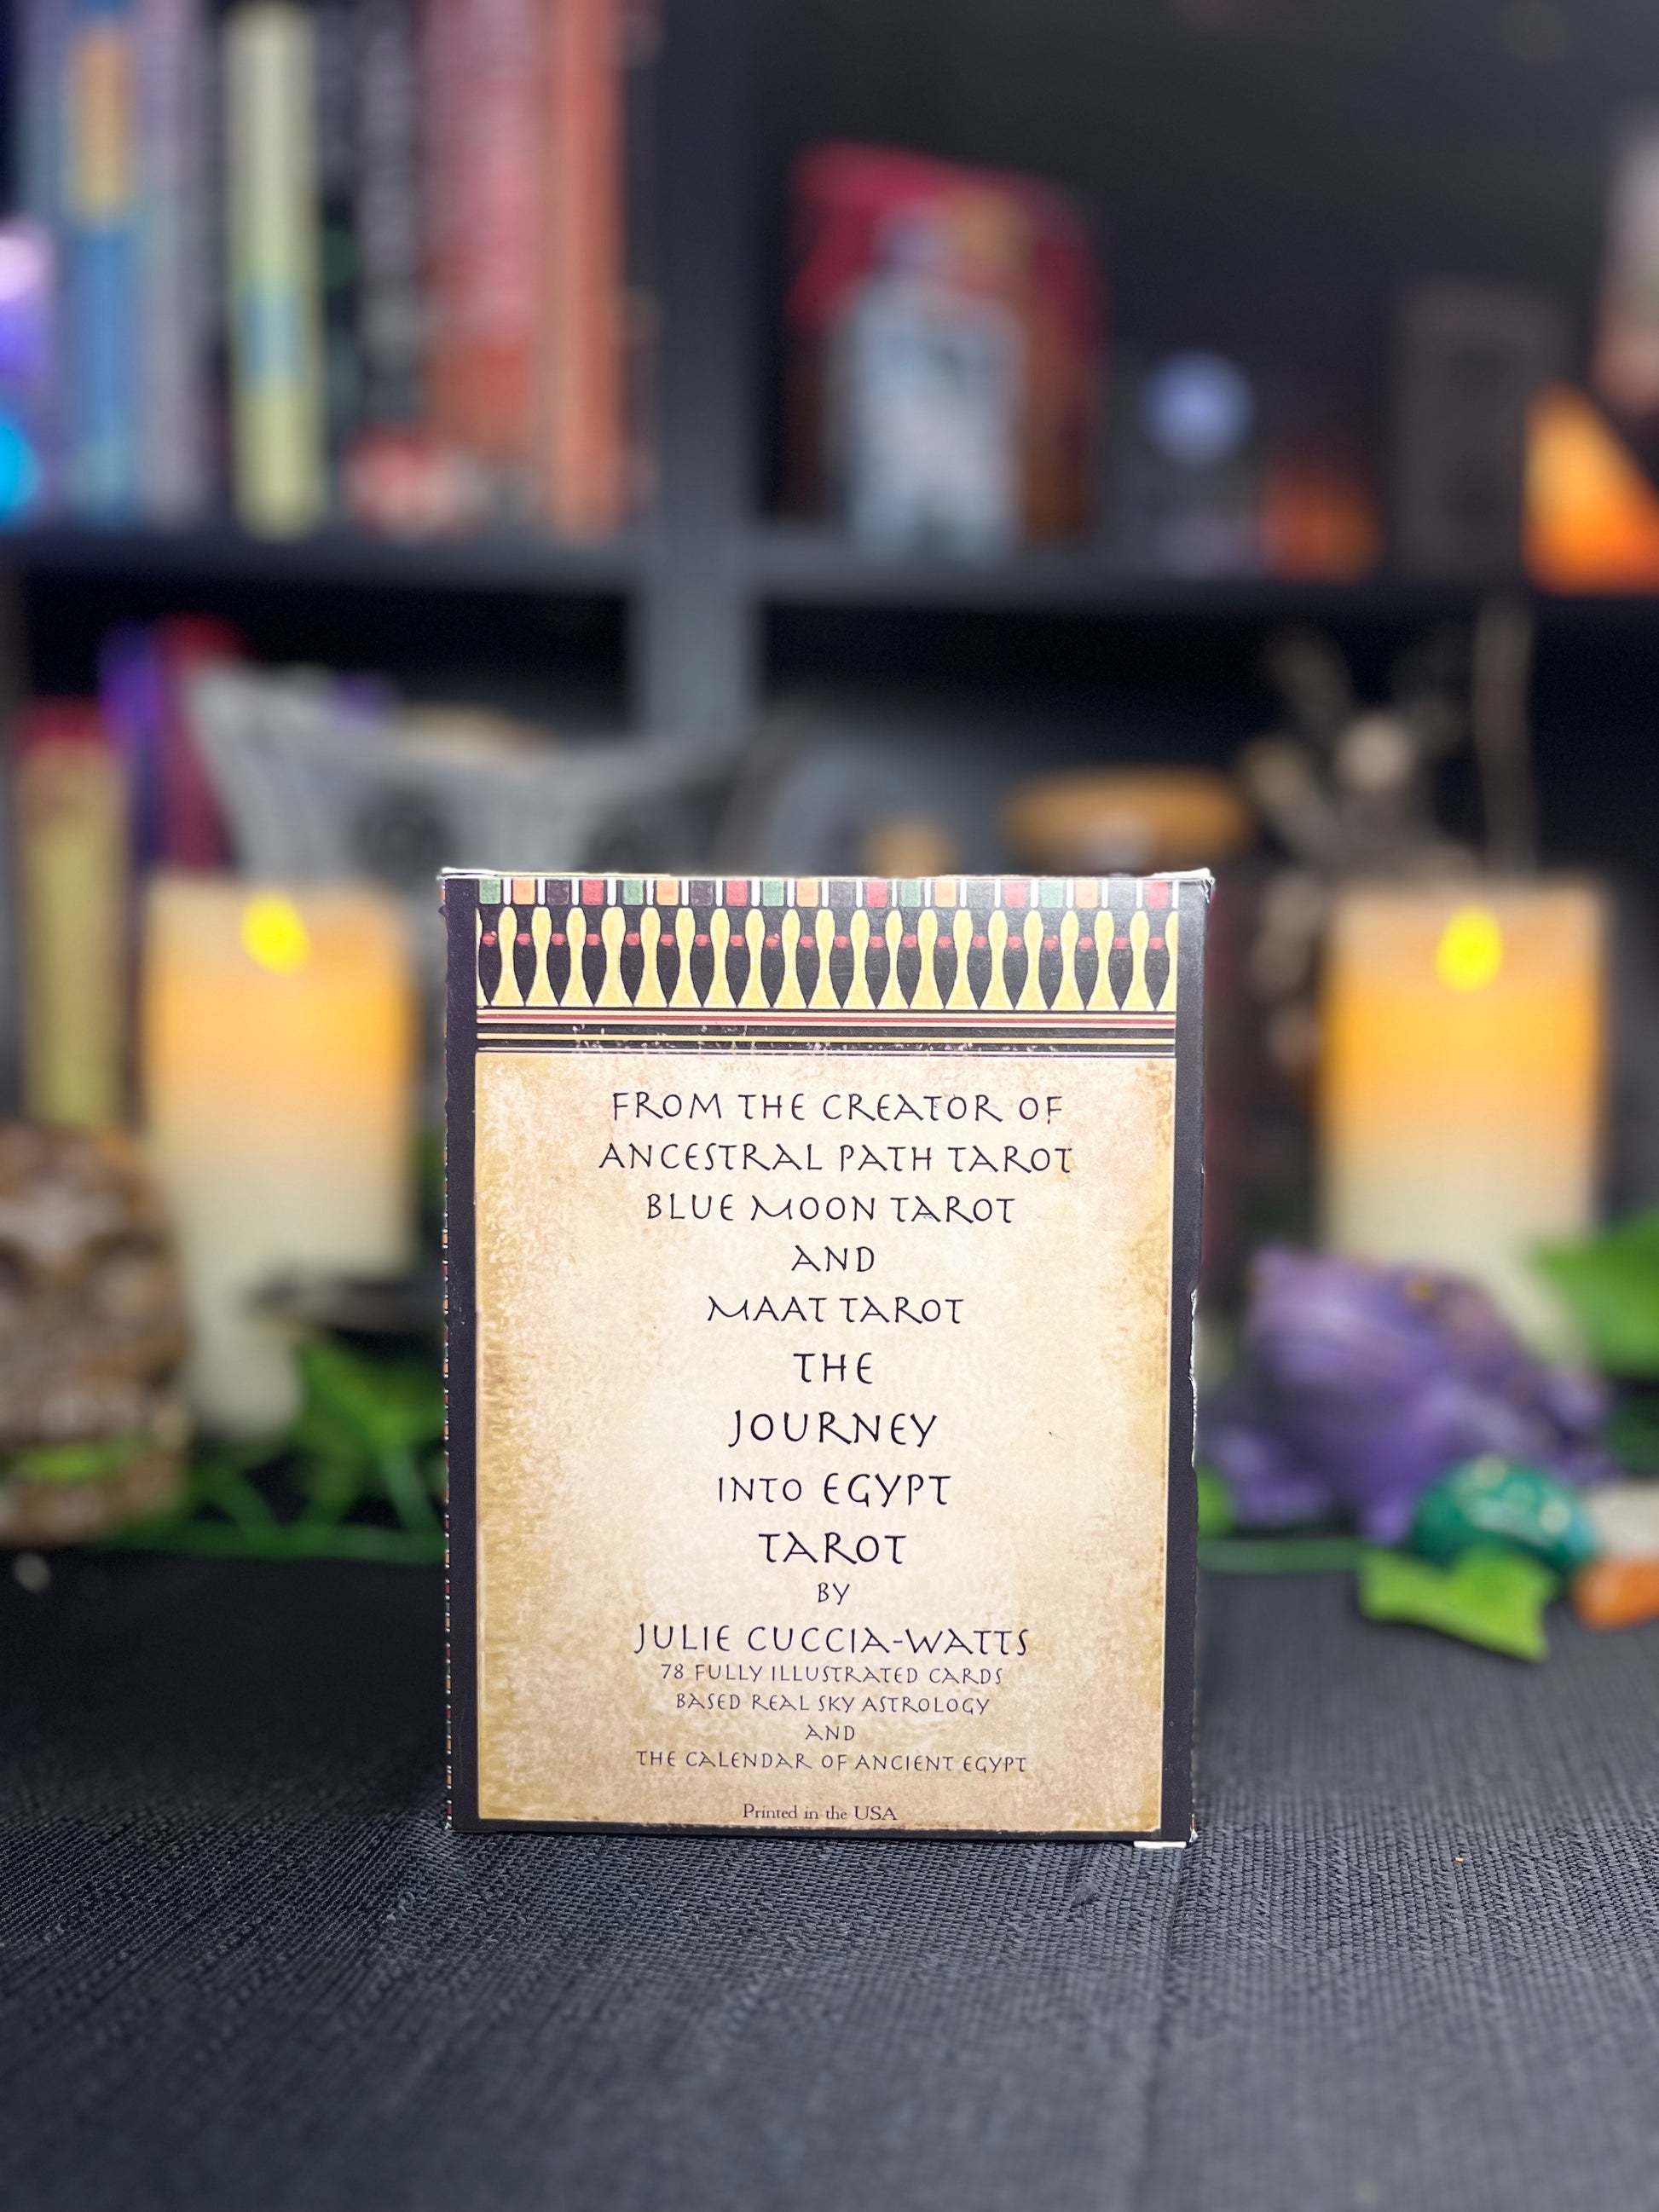 FROM THE CREATOR OF
ANCESTRAL PATH TAROT
BLUE MOON TAROT
AND
MAAT TAROT
THE
JOURNEY
INTO EGYPT
TAROT
BY
JULIE CUCCIA-WATTS
78 FULLY ILLUSTRATED CARDS
BASED REAL SKY ASTROLOGY
AND
THE CALENDAR OF ANCIENT EGYPT
Printed in the USA